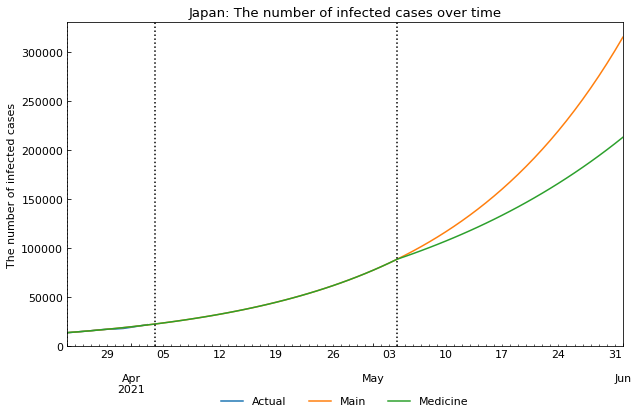 Japan: The number of infected cases over time
The number of infected cases
300000
250000
200000
150000
100000
50000
0
29 05 12 19 26 03 10 17 24 31
Apr May Jun
2021
Actual Main Medicine